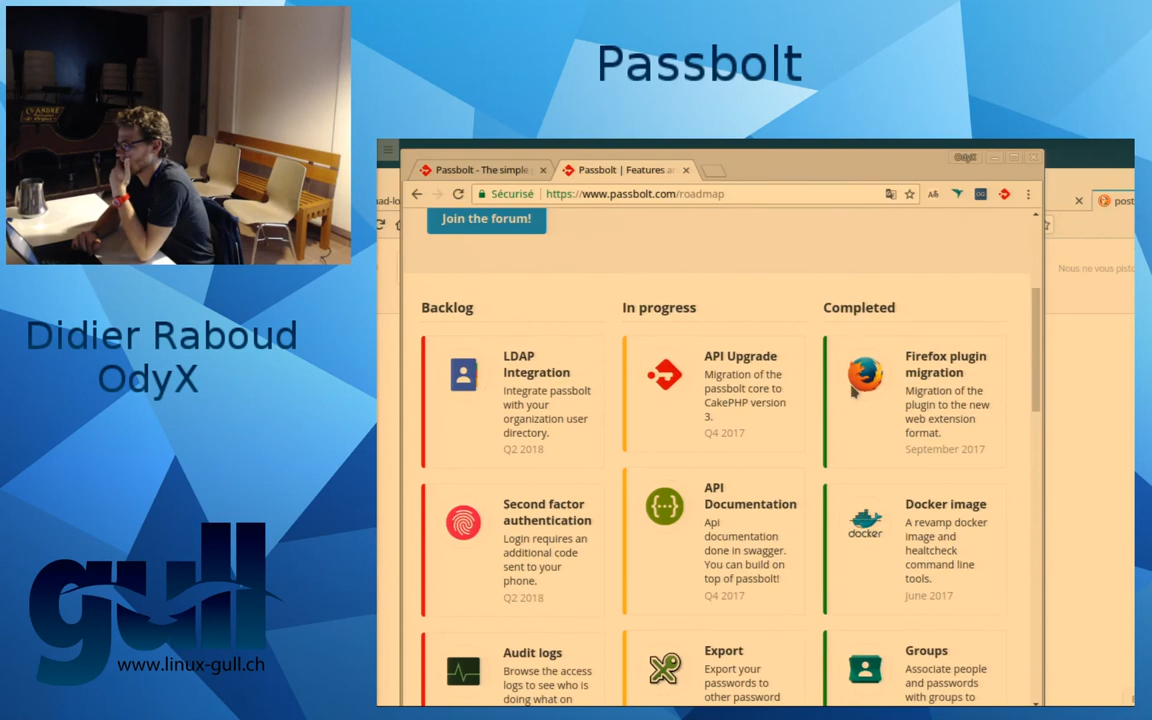 Passbolt
ANDRÉ
Didier Raboud
OdyX
gull
www.linux-gull.ch
OdyX
Passbolt - The simple
Passbolt | Features a
Sécurisé
https://www.passbolt.com/roadmap
post
Nous ne vous pisto
Join the forum!
Backlog
LDAP
Integration
Integrate passbolt
with your
organization user
directory.
Q2 2018
Second factor
authentication
Login requires an
additional code
sent to your
phone.
Q2 2018
Audit logs
Browse the access
logs to see who is
doing what on
In progress
API Upgrade
Migration of the
passbolt core to
CakePHP version
3.
Q4 2017
API
Documentation
Api
documentation
done in swagger.
You can build on
top of passbolt!
Q4 2017
Export
Export your
passwords to
other password
Completed
Firefox plugin
migration
Migration of the
plugin to the new
web extension
format.
September 2017
docker
Docker image
A revamp docker
image and
healtcheck
command line
tools.
June 2017
Groups
Associate people
and passwords
with groups to